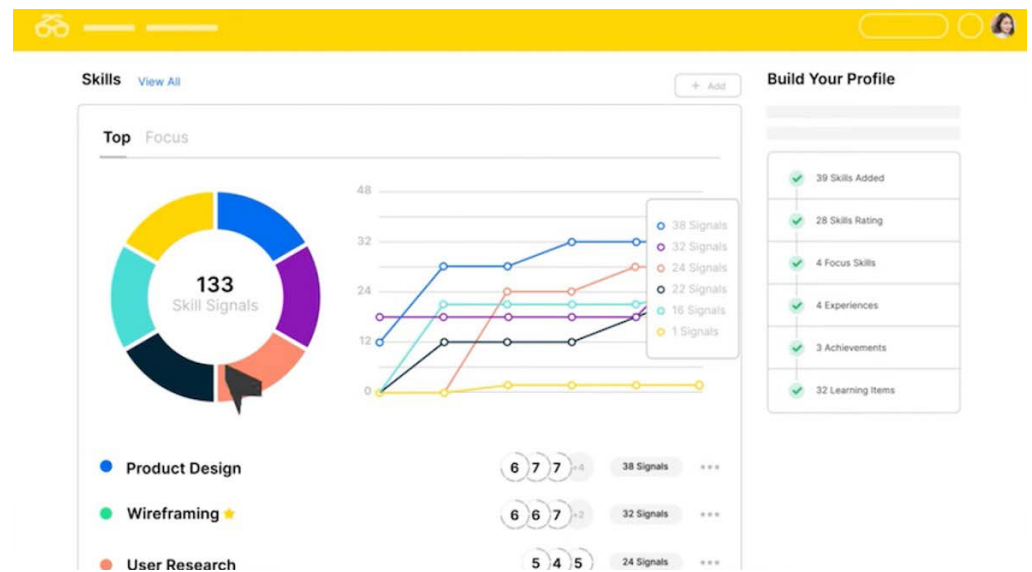 Skills View All
+ Add
Build Your Profile
Top Focus
133
Skill Signals
48
32
24
12
0
38 Signals
32 Signals
24 Signals
22 Signals
16 Signals
1 Signals
39 Skills Added
28 Skills Rating
4 Focus Skills
4 Experiences
3 Achievements
32 Learning Items
Product Design 6 7 7 +4 38 Signals
Wireframing 6 6 7 +2 32 Signals
User Research 5 4 5 24 Signals